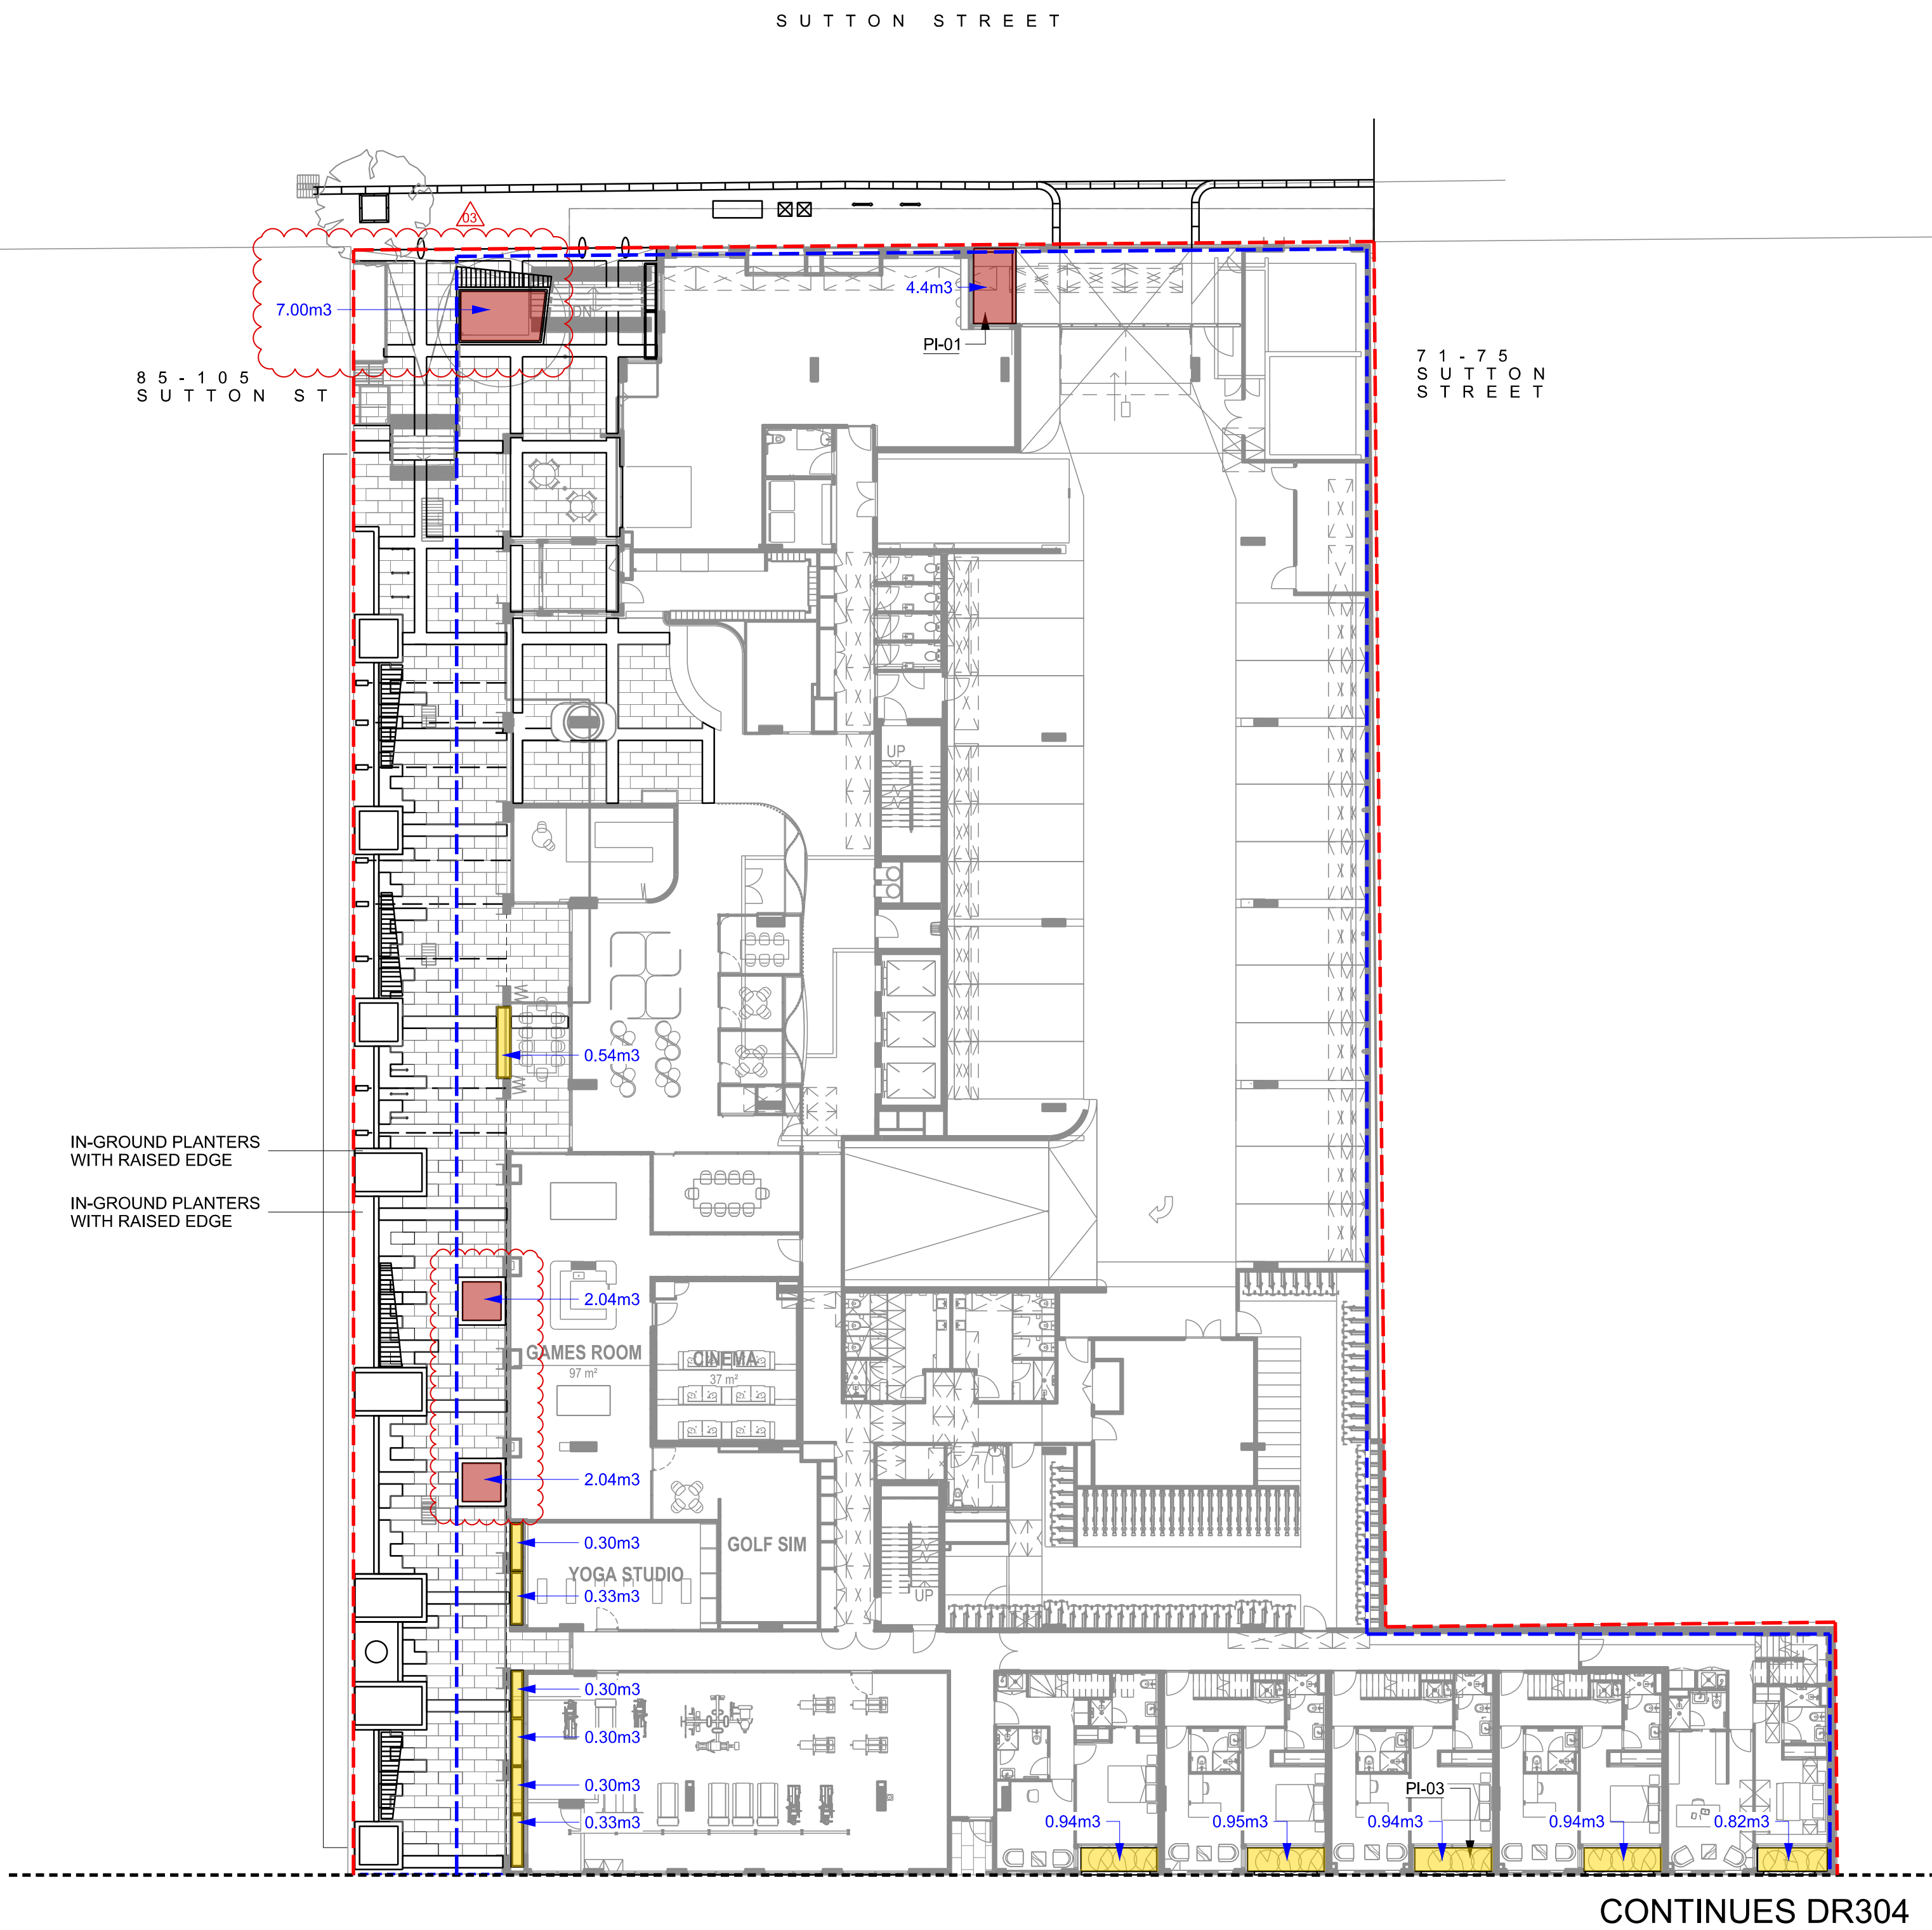 SUTTON STREET
03
7.00m3
DN
4.4m3
PI-01
85-105
SUTTON ST
71-75
SUTTON
STREET
UP
0.54m3
IN-GROUND PLANTERS
WITH RAISED EDGE
IN-GROUND PLANTERS
WITH RAISED EDGE
2.04m3
GAMES ROOM
97 m²
CINEMA
37 m²
2.04m3
0.30m3
GOLF SIM
YOGA STUDIO
0.33m3
UP
0.30m3
0.30m3
0.30m3
0.33m3
PI-03
0.94m3
0.95m3
0.94m3
0.94m3
0.82m3
CONTINUES DR304